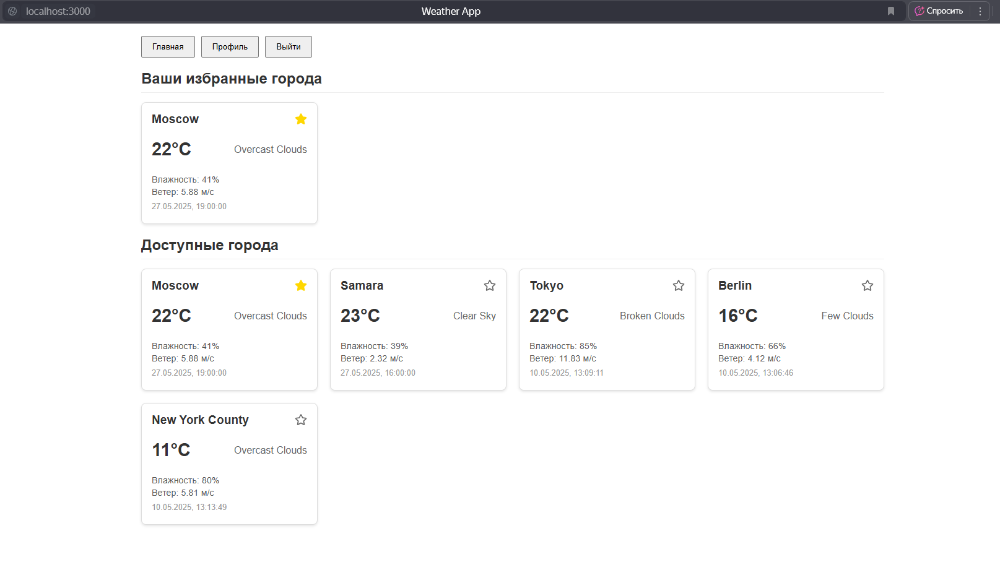 localhost:3000
Weather App
Спросить
Главная
Профиль
Выйти
Ваши избранные города
Moscow
22°C
Overcast Clouds
Влажность: 41%
Ветер: 5.88 м/с
27.05.2025, 19:00:00
Доступные города
Moscow
22°C
Overcast Clouds
Влажность: 41%
Ветер: 5.88 м/с
27.05.2025, 19:00:00
Samara
23°C
Clear Sky
Влажность: 39%
Ветер: 2.32 м/с
27.05.2025, 16:00:00
Tokyo
22°C
Broken Clouds
Влажность: 85%
Ветер: 11.83 м/с
10.05.2025, 13:09:11
Berlin
16°C
Few Clouds
Влажность: 66%
Ветер: 4.12 м/с
10.05.2025, 13:06:46
New York County
11°C
Overcast Clouds
Влажность: 80%
Ветер: 5.81 м/с
10.05.2025, 13:13:49